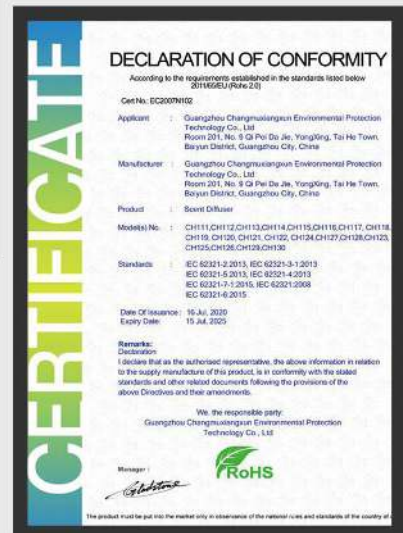 CERTIFICATE
DECLARATION OF CONFORMITY
According to the requirements established in the standards listed below
2011/65/EU(Rohs 2.0)
Cert No.: EC2007N102
Applicant : Guangzhou Changmuxiangxun Environmental Protection
Technology Co., Ltd
Room 201, No. 9 Qi Pei Da Jie, YongXing, Tai He Town,
Baiyun District, Guangzhou City, China
Manufacturer : Guangzhou Changmuxiangxun Environmental Protection
Technology Co., Ltd
Room 201, No. 9 Qi Pei Da Jie, YongXing, Tai He Town,
Baiyun District, Guangzhou City, China
Product : Scent Diffuser
Model(s) No. : CH111,CH112,CH113,CH114,CH115,CH116,CH117, CH118,
CH119, CH120, CH121, CH122, CH124,CH127,CH128,CH123,
CH125,CH126,CH129,CH130
Standards : IEC 62321-2:2013, IEC 62321-3-1:2013
IEC 62321-5:2013, IEC 62321-4:2013
IEC 62321-7-1:2015, IEC 62321:2008
IEC 62321-6:2015
Date Of Issuance : 16 Jul, 2020
Expiry Date: 15 Jul, 2025
Remarks:
Declaration
I declare that as the authorised representative, the above information in relation
to the supply manufacture of this product, is in conformity with the stated
standards and other related documents following the provisions of the
above Directives and their amendments.
We, the responsible party:
Guangzhou Changmuxiangxun Environmental Protection
Technology Co., Ltd
RoHS
Manager :
Gladstone
The product must be put into the market only in observance of the national rules and standards of the country of